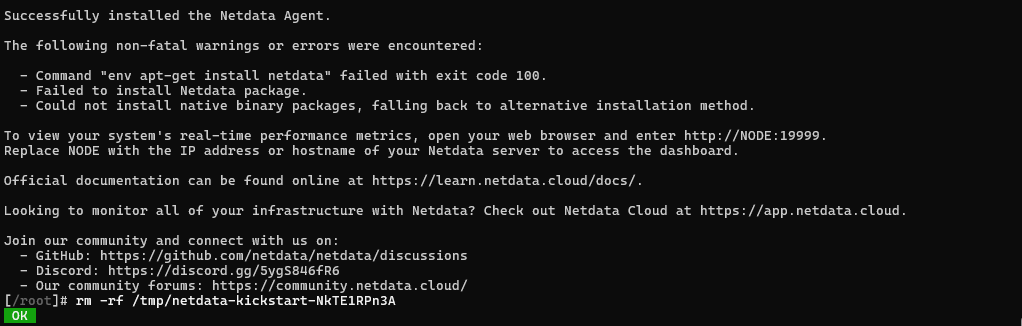 Successfully installed the Netdata Agent.
The following non-fatal warnings or errors were encountered:
- Command "env apt-get install netdata" failed with exit code 100.
- Failed to install Netdata package.
- Could not install native binary packages, falling back to alternative installation method.
To view your system's real-time performance metrics, open your web browser and enter http://NODE:19999.
Replace NODE with the IP address or hostname of your Netdata server to access the dashboard.
Official documentation can be found online at https://learn.netdata.cloud/docs/.
Looking to monitor all of your infrastructure with Netdata? Check out Netdata Cloud at https://app.netdata.cloud.
Join our community and connect with us on:
- GitHub: https://github.com/netdata/netdata/discussions
- Discord: https://discord.gg/5ygS846fR6
- Our community forums: https://community.netdata.cloud/
[/root]# rm -rf /tmp/netdata-kickstart-NkTE1RPn3A
OK